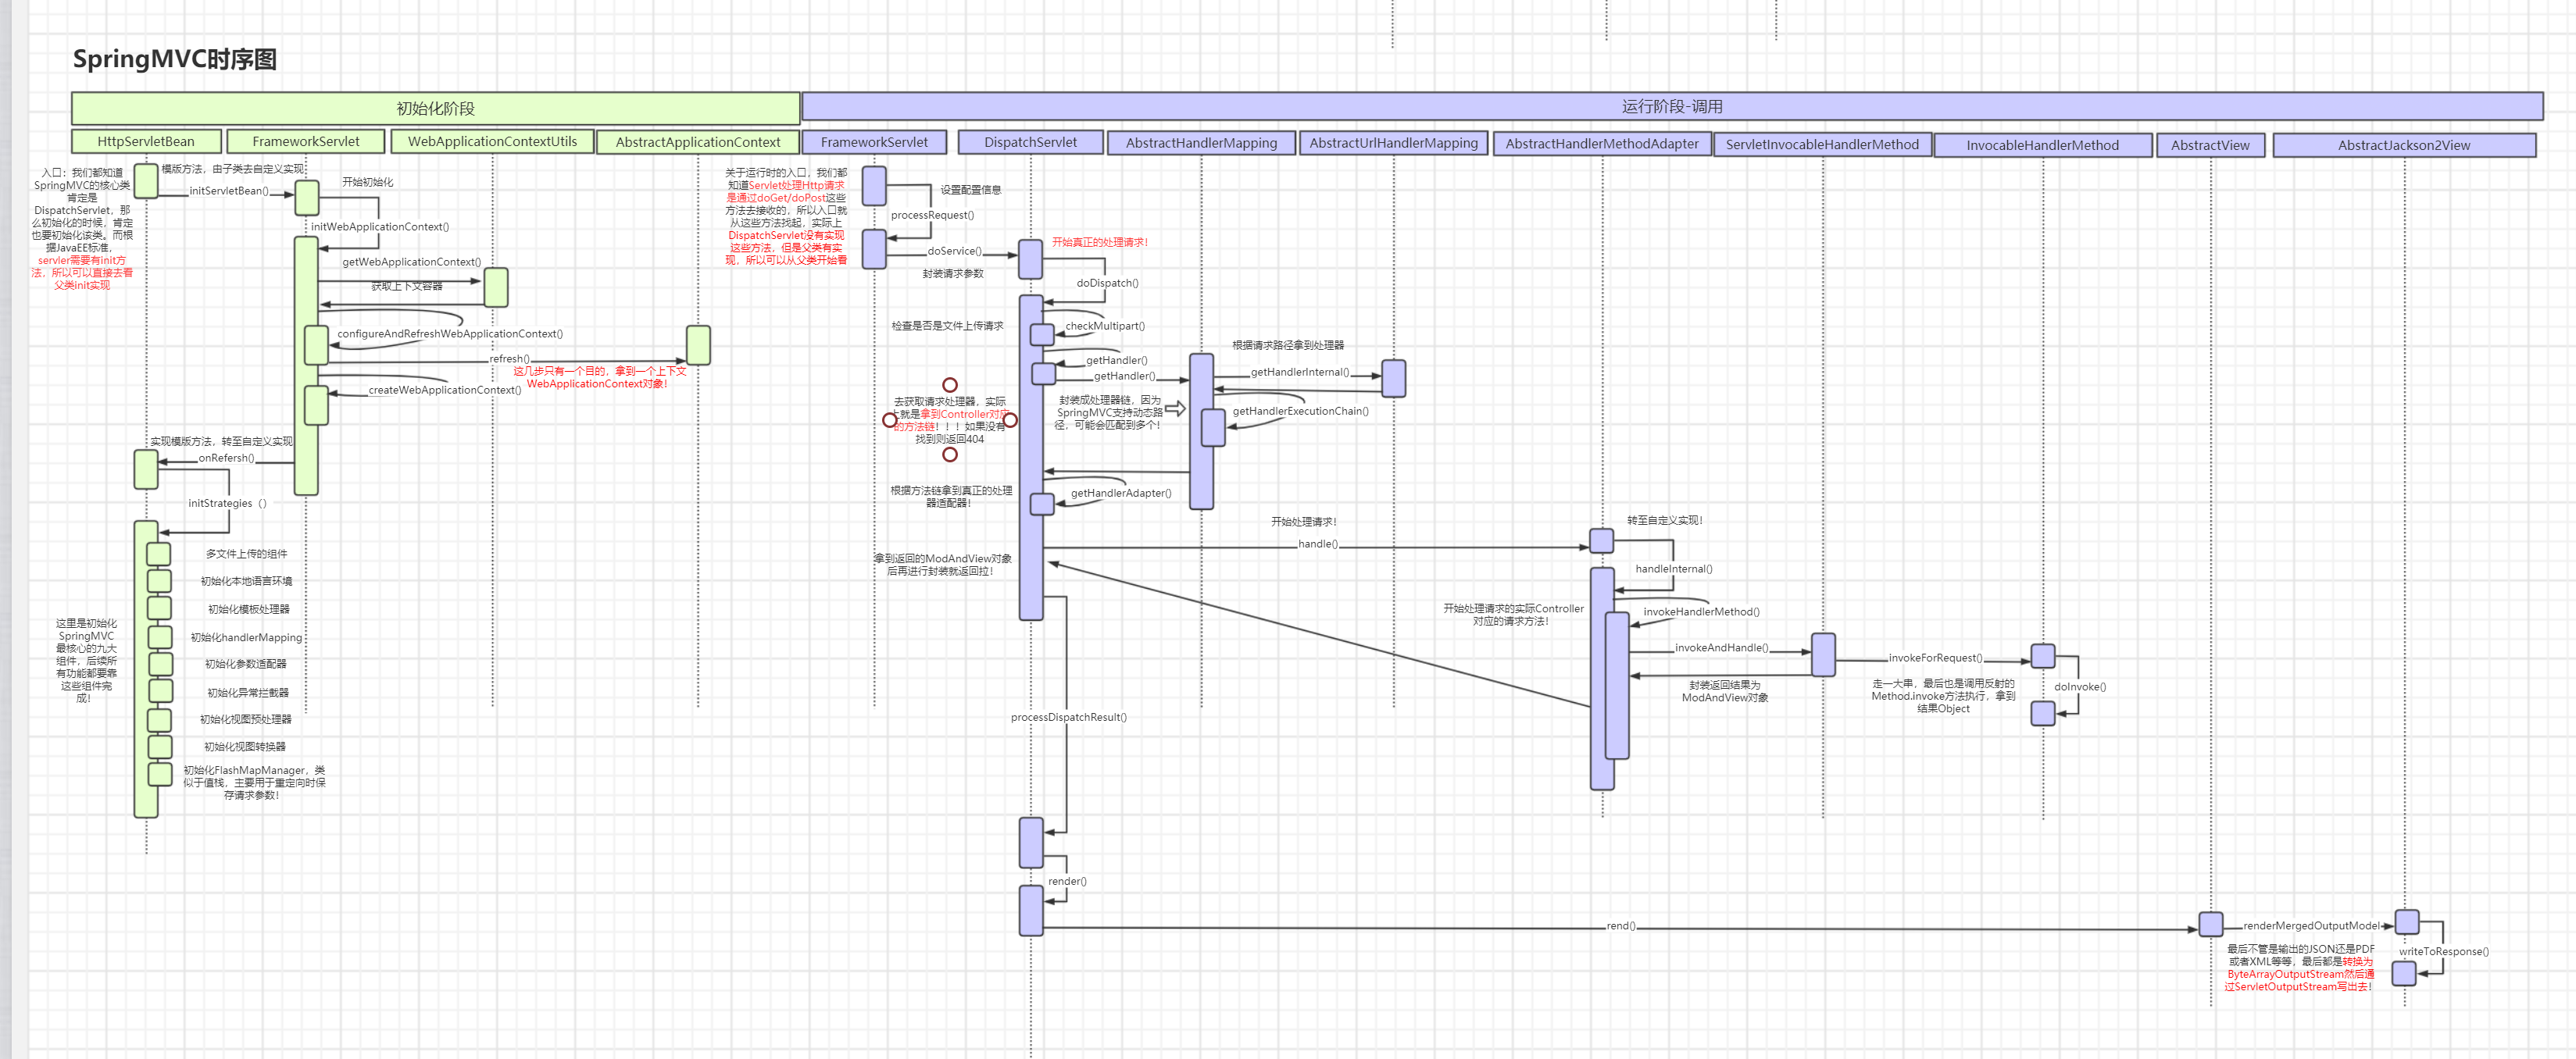 SpringMVC时序图
初始化阶段
运行阶段-调用
HttpServletBean
FrameworkServlet
WebApplicationContextUtils
AbstractApplicationContext
FrameworkServlet
DispatchServlet
AbstractHandlerMapping
AbstractUrlHandlerMapping
AbstractHandlerMethodAdapter
ServletInvocableHandlerMethod
InvocableHandlerMethod
AbstractView
AbstractJackson2View
入口：我们都知道
SpringMVC的核心类
肯定是
DispatchServlet，那
么初始化的时候，肯定
也要初始化该类。而根
据JavaEE标准，
servler需要有init方
法，所以可以直接去看
父类init实现
模版方法，由子类去自定义实现
initServletBean()
开始初始化
initWebApplicationContext()
getWebApplicationContext()
获取上下文容器
configureAndRefreshWebApplicationContext()
refresh()
这几步只有一个目的，拿到一个上下文
WebApplicationContext对象！
createWebApplicationContext()
实现模版方法，转至自定义实现
onRefersh()
initStrategies（）
多文件上传的组件
初始化本地语言环境
初始化模板处理器
初始化handlerMapping
初始化参数适配器
初始化异常拦截器
初始化视图预处理器
初始化视图转换器
初始化FlashMapManager，类
似于值栈，主要用于重定向时保
存请求参数！
这里是初始化
SpringMVC
最核心的九大
组件，后续所
有功能都要靠
这些组件完
成！
关于运行时的入口，我们都
知道Servlet处理Http请求
是通过doGet/doPost这些
方法去接收的，所以入口就
从这些方法找起，实际上
DispatchServlet没有实现
这些方法，但是父类有实
现，所以可以从父类开始看
设置配置信息
processRequest()
doService()
封装请求参数
开始真正的处理请求！
doDispatch()
检查是否是文件上传请求
checkMultipart()
getHandler()
getHandler()
根据请求路径拿到处理器
getHandlerInternal()
去获取请求处理器，实际
上就是拿到Controller对应
的方法链！！！如果没有
找到则返回404
封装成处理器链，因为
SpringMVC支持动态路
径，可能会匹配到多个！
getHandlerExecutionChain()
根据方法链拿到真正的处理
器适配器！
getHandlerAdapter()
开始处理请求！
handle()
转至自定义实现！
拿到返回的ModAndView对象
后再进行封装就返回拉！
handleInternal()
开始处理请求的实际Controller
对应的请求方法！
invokeHandlerMethod()
invokeAndHandle()
封装返回结果为
ModAndView对象
invokeForRequest()
走一大串，最后也是调用反射的
Method.invoke方法执行，拿到
结果Object
doInvoke()
processDispatchResult()
render()
rend()
renderMergedOutputModel
最后不管是输出的JSON还是PDF
或者XML等等，最后都是转换为
ByteArrayOutputStream然后通
过ServletOutputStream写出去！
writeToResponse()